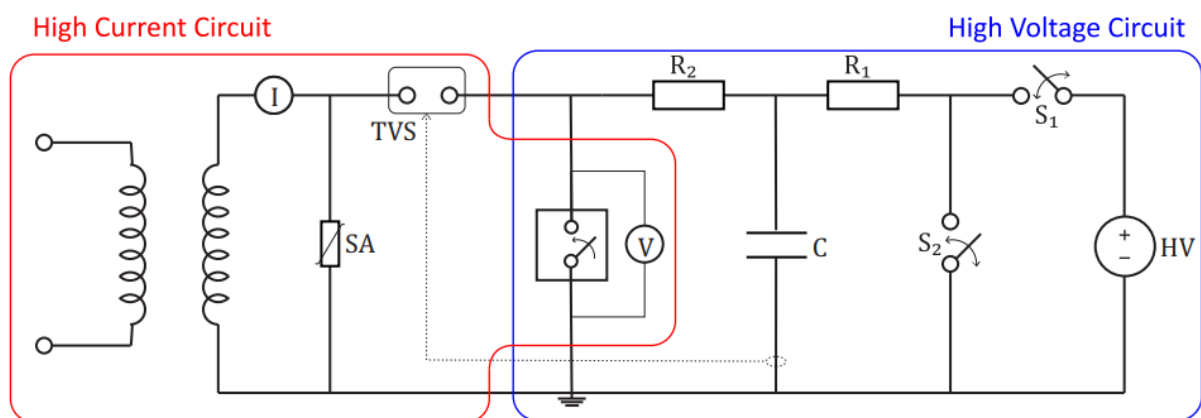 High Current Circuit
High Voltage Circuit
I
TVS
R₂
R₁
S₁
SA
V
C
S₂
+
−
HV